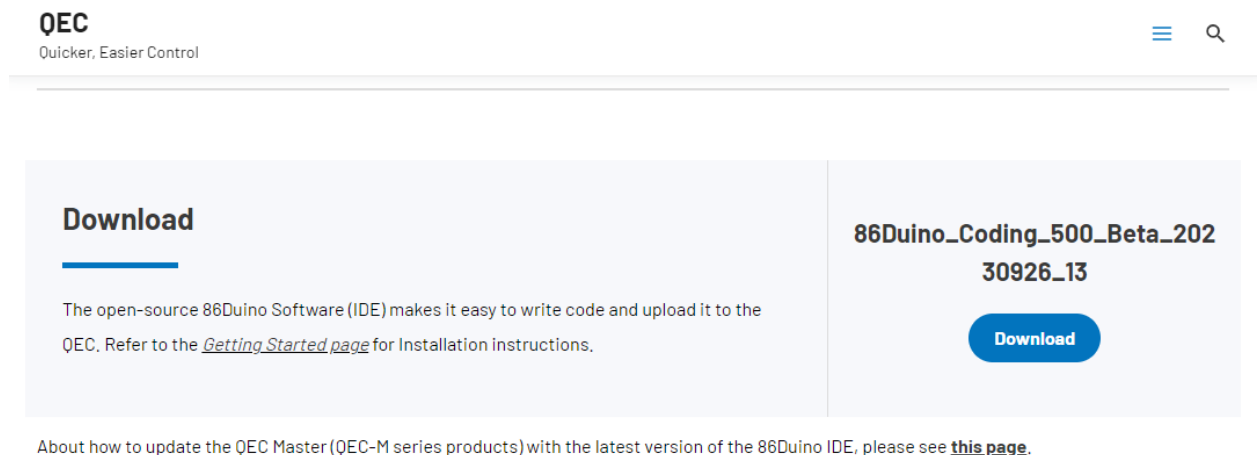 QEC
Quicker, Easier Control
Download
The open-source 86Duino Software (IDE) makes it easy to write code and upload it to the
QEC. Refer to the Getting Started page for Installation instructions.
86Duino_Coding_500_Beta_202
30926_13
Download
About how to update the QEC Master (QEC-M series products) with the latest version of the 86Duino IDE, please see this page.